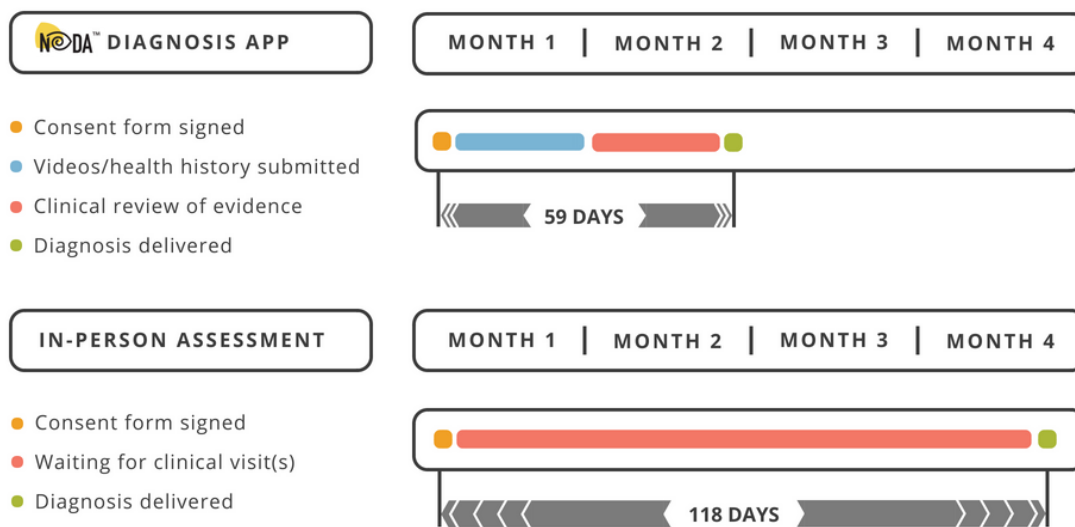 NODA™ DIAGNOSIS APP
MONTH 1 | MONTH 2 | MONTH 3 | MONTH 4
Consent form signed
Videos/health history submitted
Clinical review of evidence
Diagnosis delivered
59 DAYS
IN-PERSON ASSESSMENT
MONTH 1 | MONTH 2 | MONTH 3 | MONTH 4
Consent form signed
Waiting for clinical visit(s)
Diagnosis delivered
118 DAYS